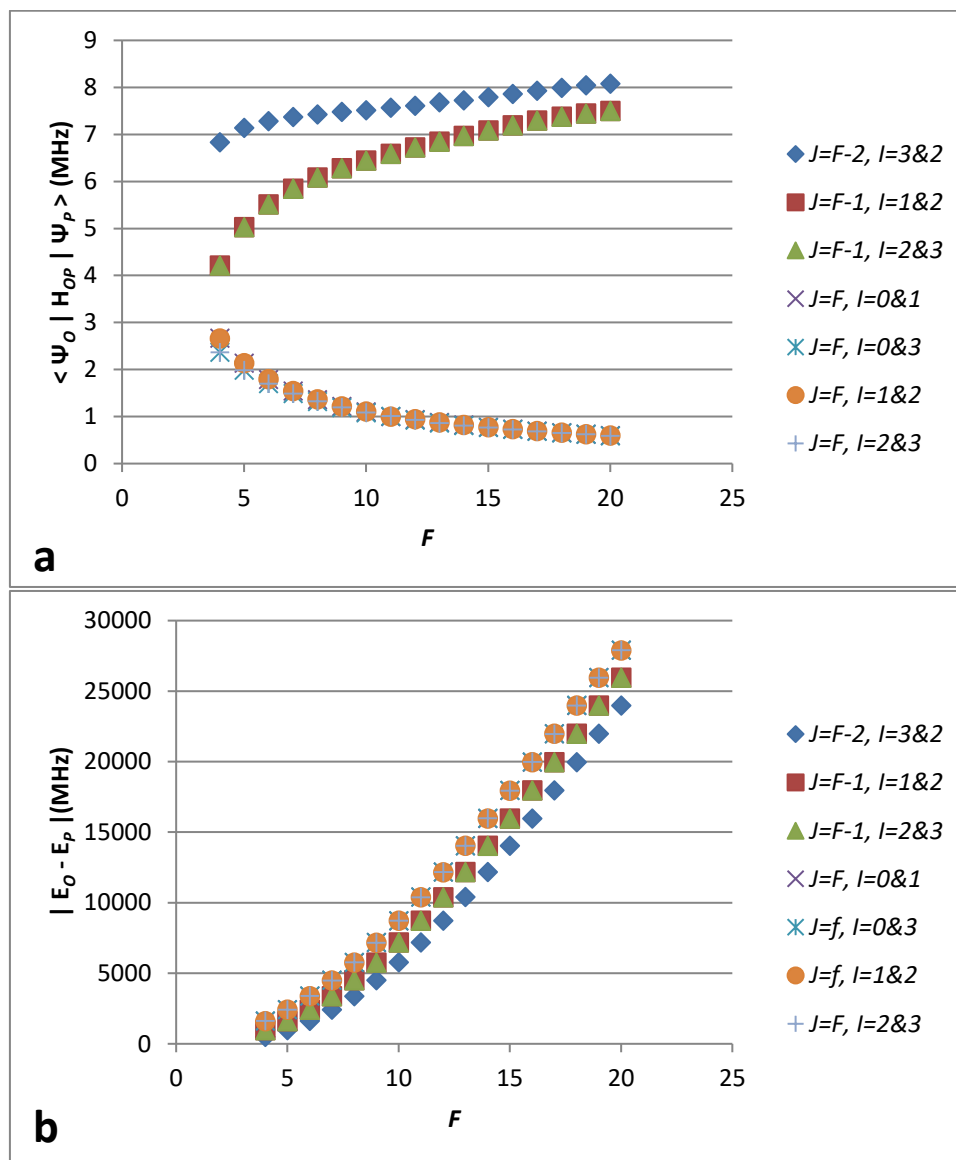 9
8
7
6
5
4
3
2
1
0
< Ψ_O | H_OP | Ψ_P > (MHz)
0 5 10 15 20 25
F
J=F-2, I=3&2
J=F-1, I=1&2
J=F-1, I=2&3
J=F, I=0&1
J=F, I=0&3
J=F, I=1&2
J=F, I=2&3
a
30000
25000
20000
15000
10000
5000
0
| E_O - E_P |(MHz)
0 5 10 15 20 25
F
J=F-2, I=3&2
J=F-1, I=1&2
J=F-1, I=2&3
J=F, I=0&1
J=f, I=0&3
J=f, I=1&2
J=F, I=2&3
b